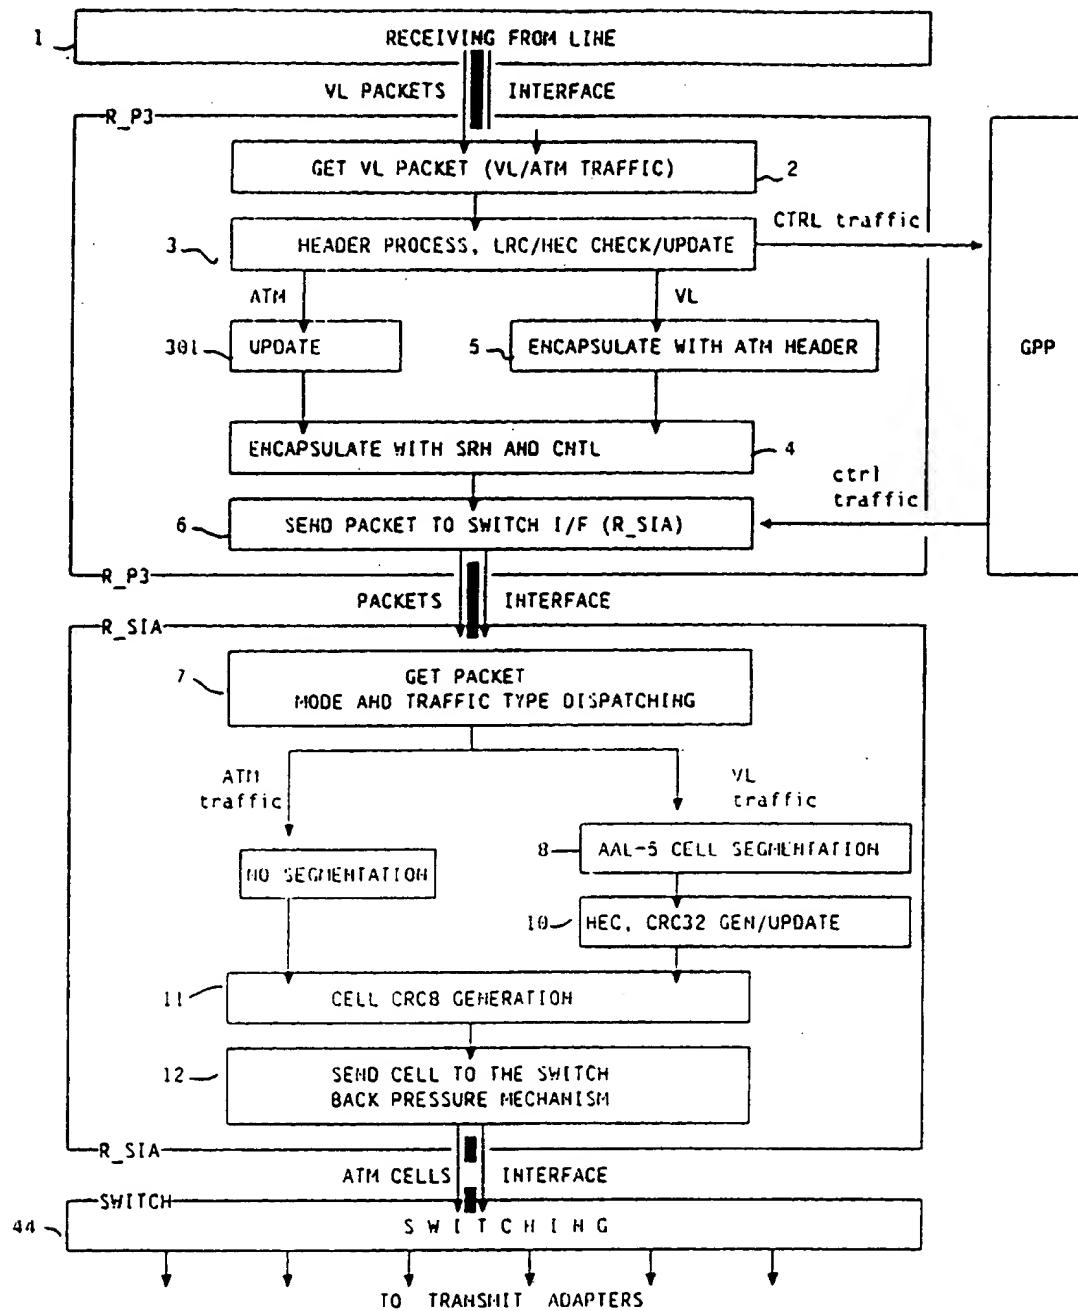 1
RECEIVING FROM LINE
VL PACKETS INTERFACE
R_P3
GET VL PACKET (VL/ATM TRAFFIC)
2
3
HEADER PROCESS, LRC/HEC CHECK/UPDATE
CTRL traffic
ATM
VL
301
UPDATE
5
ENCAPSULATE WITH ATM HEADER
GPP
ENCAPSULATE WITH SRH AND CNTL
4
ctrl
traffic
6
SEND PACKET TO SWITCH I/F (R_SIA)
R_P3
PACKETS INTERFACE
R_SIA
7
GET PACKET
MODE AND TRAFFIC TYPE DISPATCHING
ATM
traffic
VL
traffic
8
AAL-5 CELL SEGMENTATION
NO SEGMENTATION
10
HEC, CRC32 GEN/UPDATE
11
CELL CRC8 GENERATION
12
SEND CELL TO THE SWITCH
BACK PRESSURE MECHANISM
R_SIA
ATM CELLS INTERFACE
SWITCH
44
S W I T C H I N G
TO TRANSMIT ADAPTERS